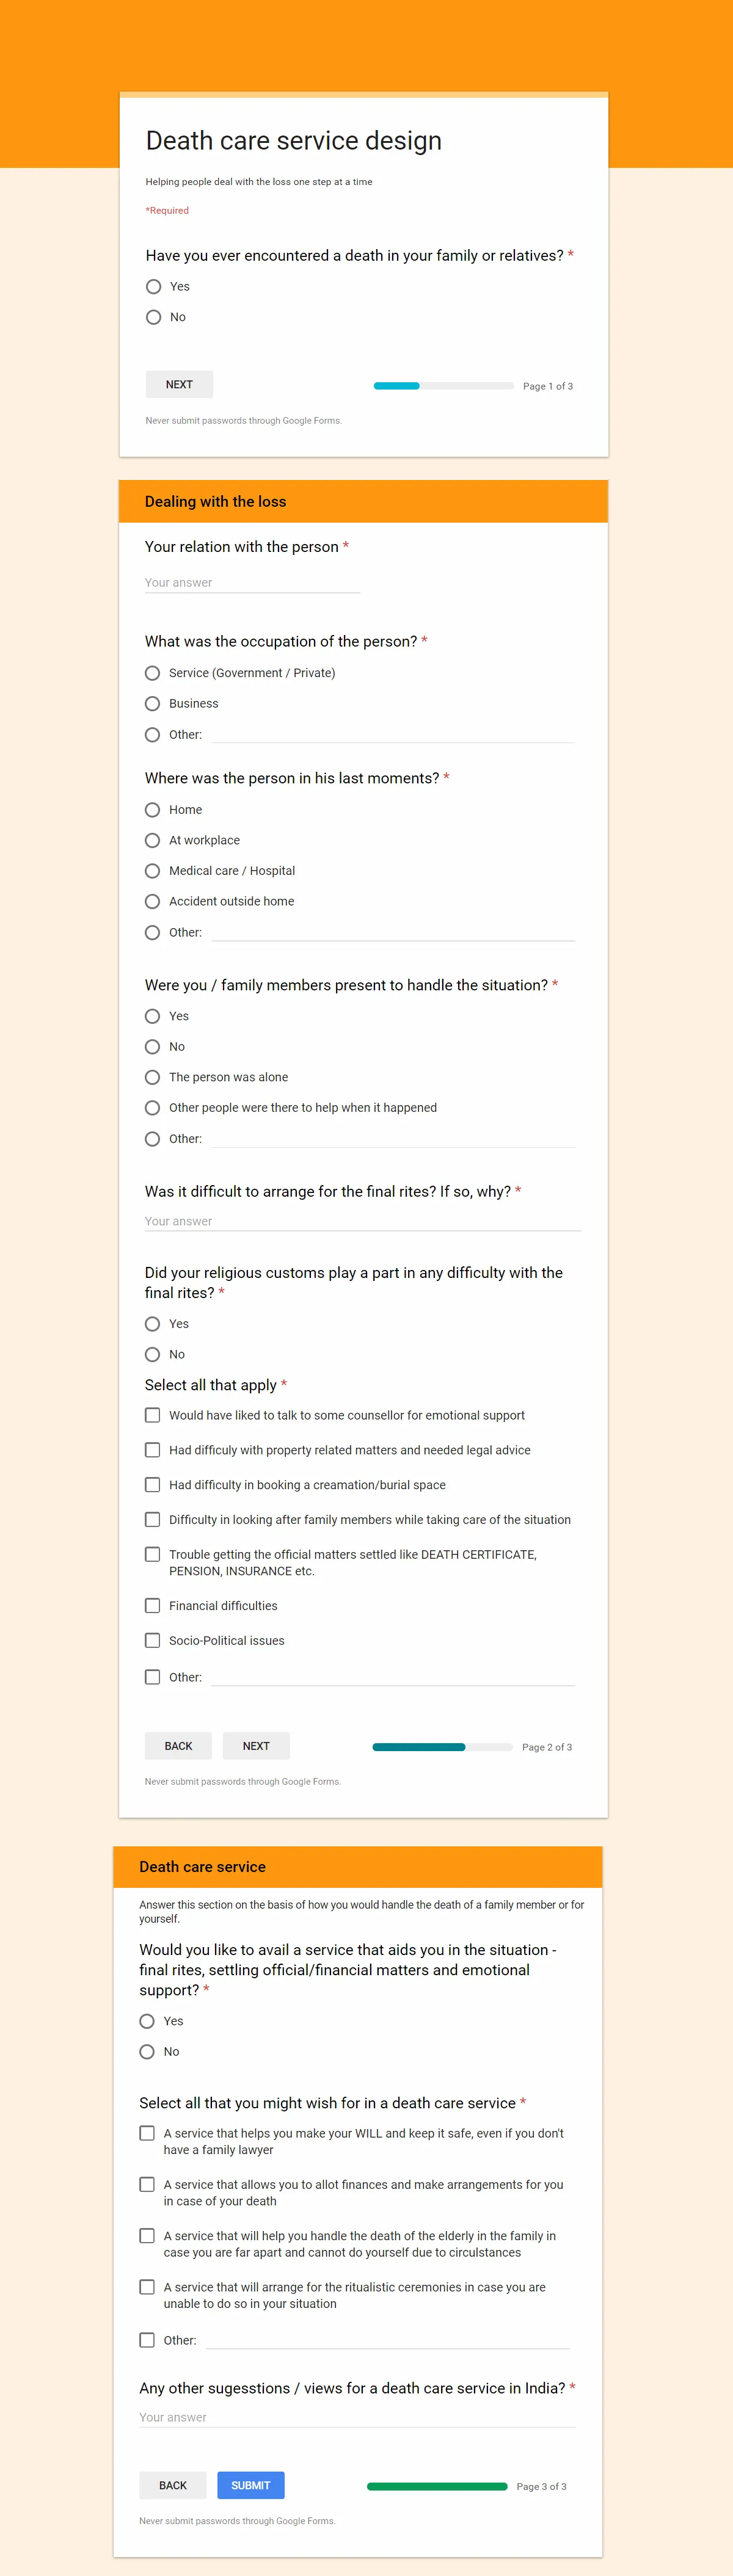 Death care service design
Helping people deal with the loss one step at a time
*Required
Have you ever encountered a death in your family or relatives? *
Yes
No
NEXT
Page 1 of 3
Never submit passwords through Google Forms.
Dealing with the loss
Your relation with the person *
Your answer
What was the occupation of the person? *
Service (Government / Private)
Business
Other:
Where was the person in his last moments? *
Home
At workplace
Medical care / Hospital
Accident outside home
Other:
Were you / family members present to handle the situation? *
Yes
No
The person was alone
Other people were there to help when it happened
Other:
Was it difficult to arrange for the final rites? If so, why? *
Your answer
Did your religious customs play a part in any difficulty with the
final rites? *
Yes
No
Select all that apply *
Would have liked to talk to some counsellor for emotional support
Had difficuly with property related matters and needed legal advice
Had difficulty in booking a creamation/burial space
Difficulty in looking after family members while taking care of the situation
Trouble getting the official matters settled like DEATH CERTIFICATE,
PENSION, INSURANCE etc.
Financial difficulties
Socio-Political issues
Other:
BACK
NEXT
Page 2 of 3
Never submit passwords through Google Forms.
Death care service
Answer this section on the basis of how you would handle the death of a family member or for
yourself.
Would you like to avail a service that aids you in the situation -
final rites, settling official/financial matters and emotional
support? *
Yes
No
Select all that you might wish for in a death care service *
A service that helps you make your WILL and keep it safe, even if you don't
have a family lawyer
A service that allows you to allot finances and make arrangements for you
in case of your death
A service that will help you handle the death of the elderly in the family in
case you are far apart and cannot do yourself due to circulstances
A service that will arrange for the ritualistic ceremonies in case you are
unable to do so in your situation
Other:
Any other sugesstions / views for a death care service in India? *
Your answer
BACK
SUBMIT
Page 3 of 3
Never submit passwords through Google Forms.